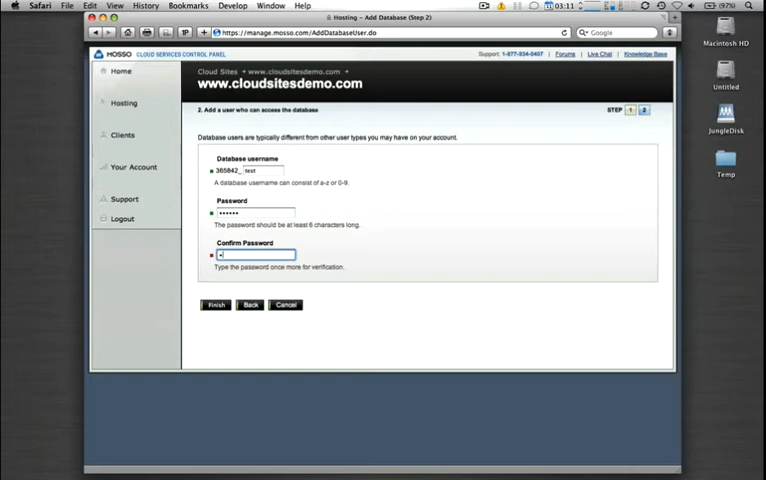 Safari File Edit View History Bookmarks Develop Window Help 03:11 (97%)
Hosting - Add Database (Step 2)
https://manage.mosso.com/AddDatabaseUser.do Google
MOSSO CLOUD SERVICES CONTROL PANEL Support: 1-877-934-0407 | Forums | Live Chat | Knowledge Base
Home
Hosting
Clients
Your Account
Support
Logout
Cloud Sites www.cloudsitesdemo.com
www.cloudsitesdemo.com
2. Add a user who can access the database STEP 1 2
Database users are typically different from other user types you may have on your account.
Database username
365842_ test
A database username can consist of a-z or 0-9.
Password
••••••
The password should be at least 6 characters long.
Confirm Password
•
Type the password once more for verification.
Finish Back Cancel
Macintosh HD
Untitled
JungleDisk
Temp